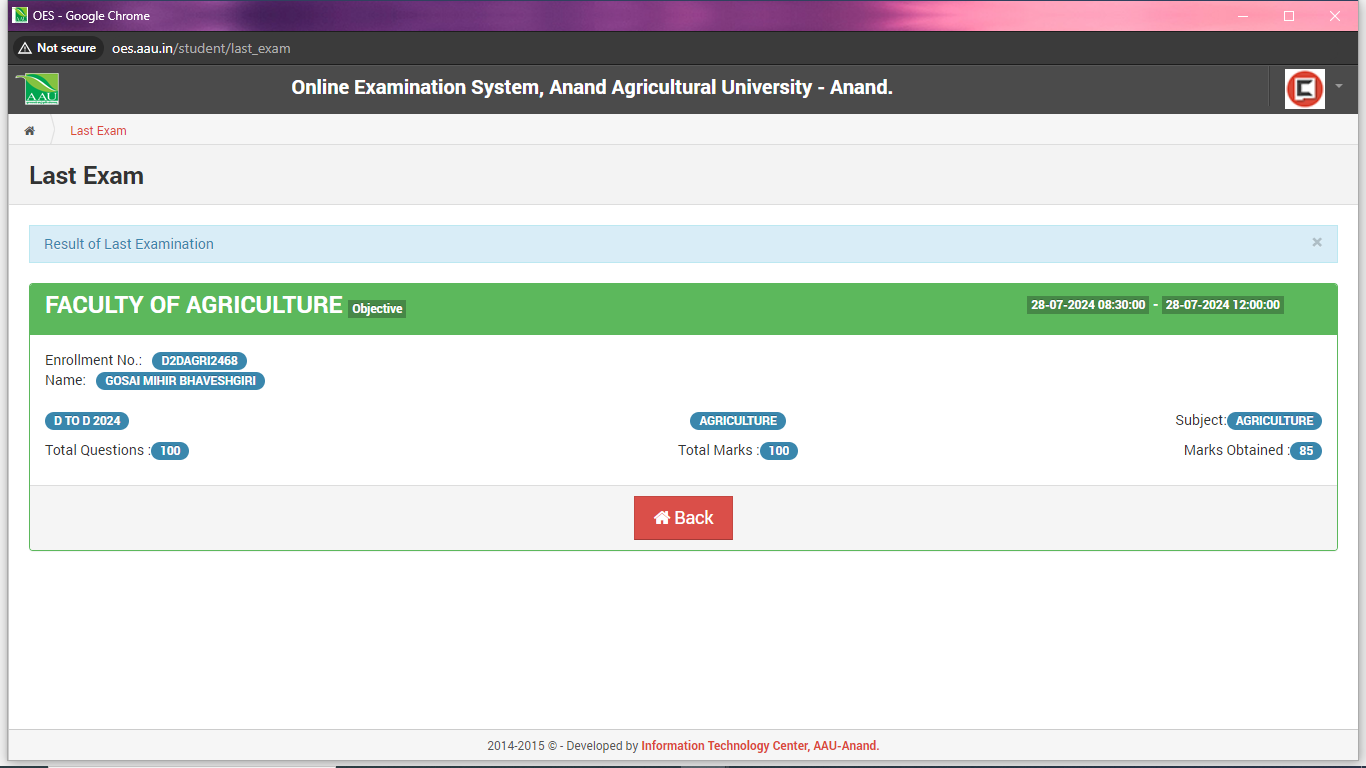 OES - Google Chrome
Not secure oes.aau.in/student/last_exam
AAU
Online Examination System, Anand Agricultural University - Anand.
Last Exam
Last Exam
Result of Last Examination ×
FACULTY OF AGRICULTURE Objective 28-07-2024 08:30:00 - 28-07-2024 12:00:00
Enrollment No.: D2DAGRI2468
Name: GOSAI MIHIR BHAVESHGIRI
D TO D 2024 AGRICULTURE Subject: AGRICULTURE
Total Questions : 100 Total Marks : 100 Marks Obtained : 85
Back
2014-2015 © - Developed by Information Technology Center, AAU-Anand.